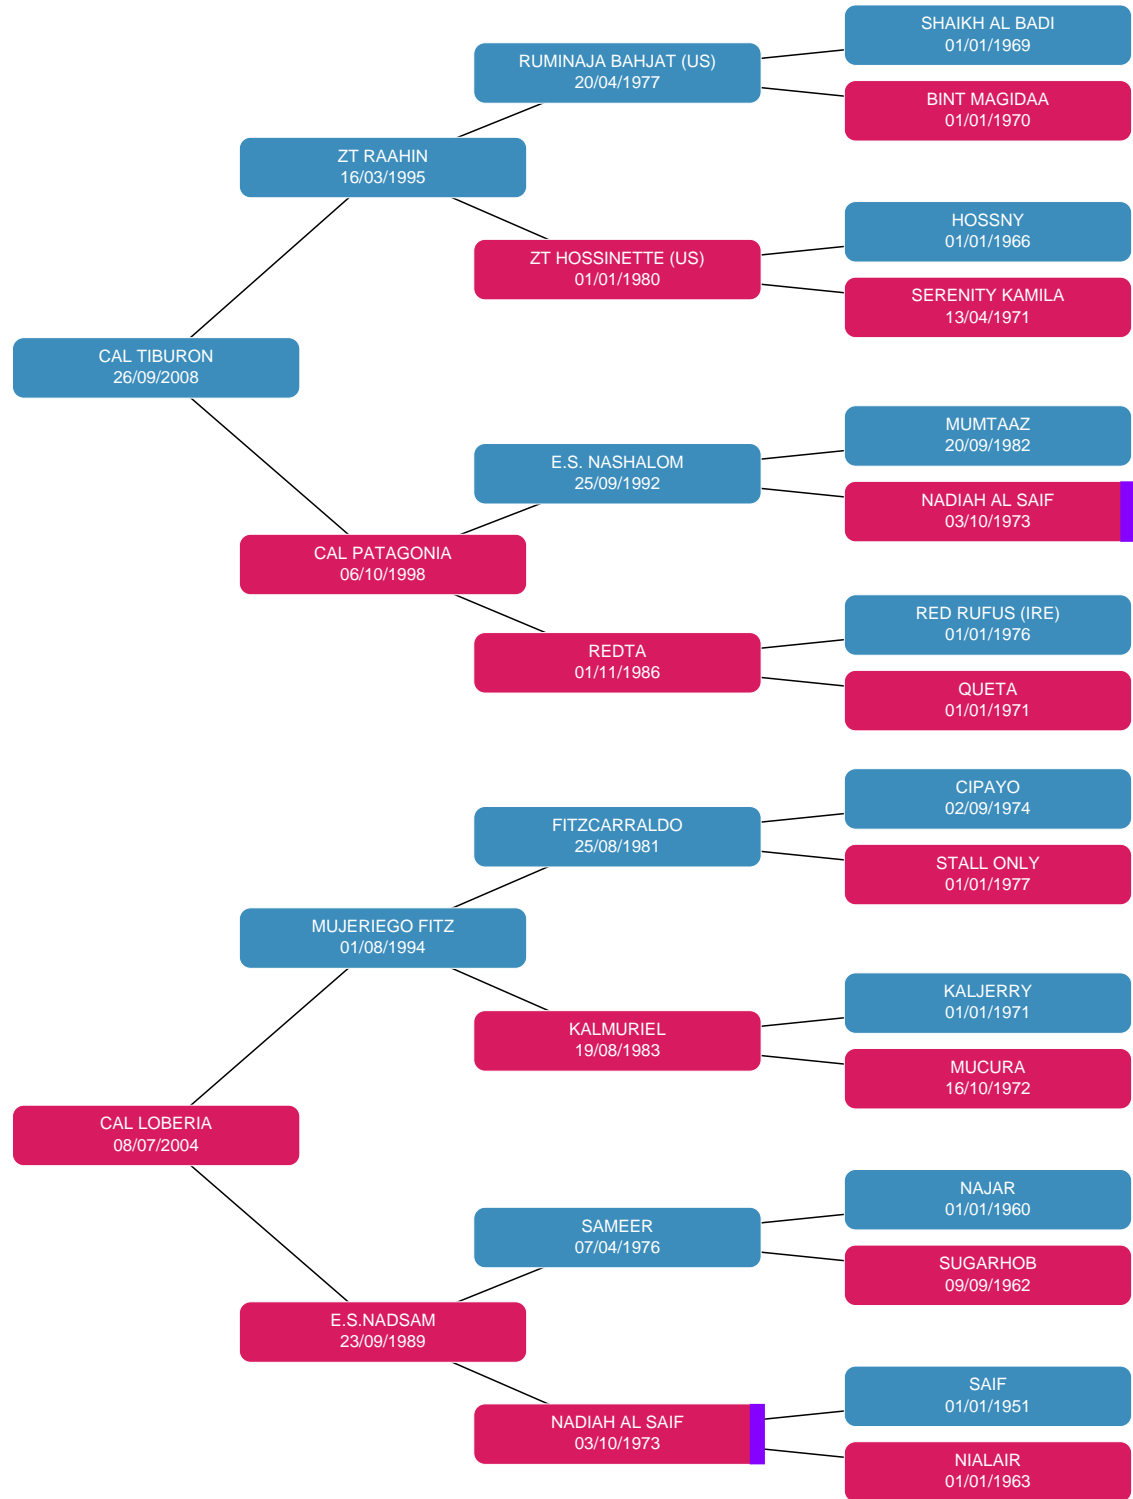 SHAIKH AL BADI
01/01/1969
RUMINAJA BAHJAT (US)
20/04/1977
BINT MAGIDAA
01/01/1970
ZT RAAHIN
16/03/1995
HOSSNY
01/01/1966
ZT HOSSINETTE (US)
01/01/1980
SERENITY KAMILA
13/04/1971
CAL TIBURON
26/09/2008
MUMTAAZ
20/09/1982
E.S. NASHALOM
25/09/1992
NADIAH AL SAIF
03/10/1973
CAL PATAGONIA
06/10/1998
RED RUFUS (IRE)
01/01/1976
REDTA
01/11/1986
QUETA
01/01/1971
CIPAYO
02/09/1974
FITZCARRALDO
25/08/1981
STALL ONLY
01/01/1977
MUJERIEGO FITZ
01/08/1994
KALJERRY
01/01/1971
KALMURIEL
19/08/1983
MUCURA
16/10/1972
CAL LOBERIA
08/07/2004
NAJAR
01/01/1960
SAMEER
07/04/1976
SUGARHOB
09/09/1962
E.S.NADSAM
23/09/1989
SAIF
01/01/1951
NADIAH AL SAIF
03/10/1973
NIALAIR
01/01/1963